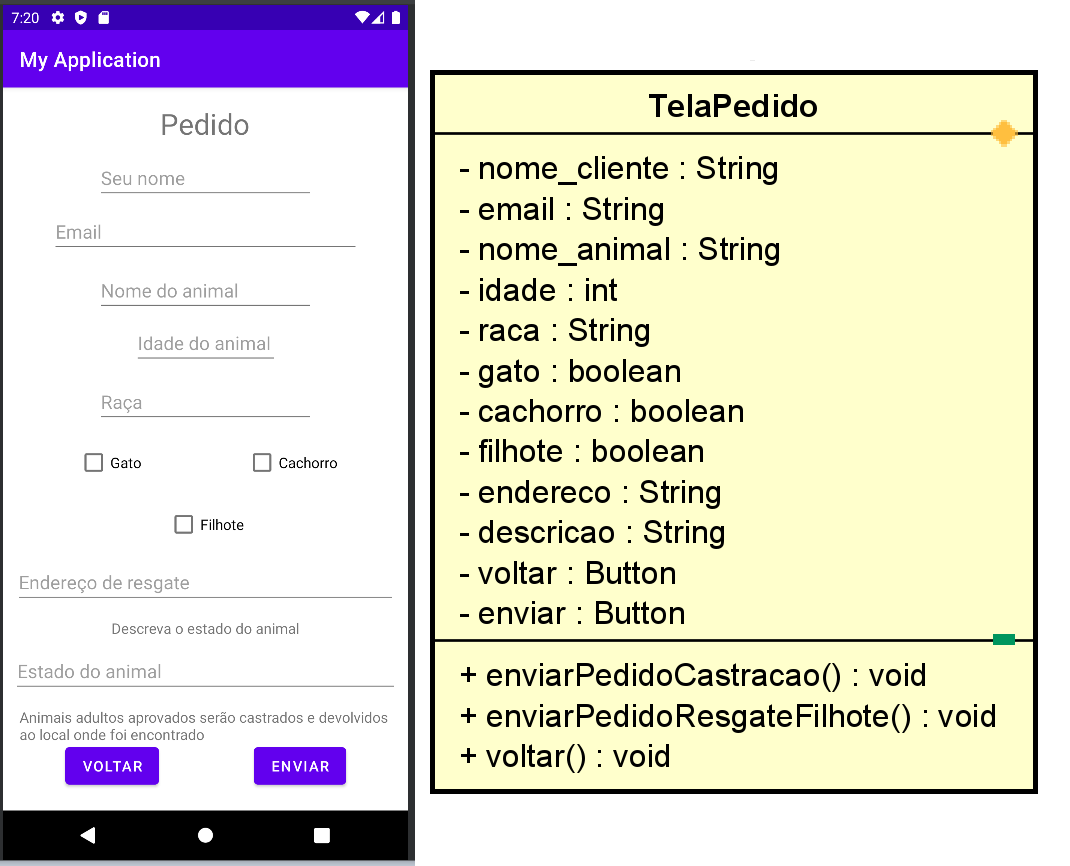 7:20
My Application
Pedido
Seu nome
Email
Nome do animal
Idade do animal
Raça
Gato
Cachorro
Filhote
Endereço de resgate
Descreva o estado do animal
Estado do animal
Animais adultos aprovados serão castrados e devolvidos
ao local onde foi encontrado
VOLTAR
ENVIAR
TelaPedido
- nome_cliente : String
- email : String
- nome_animal : String
- idade : int
- raca : String
- gato : boolean
- cachorro : boolean
- filhote : boolean
- endereco : String
- descricao : String
- voltar : Button
- enviar : Button
+ enviarPedidoCastracao() : void
+ enviarPedidoResgateFilhote() : void
+ voltar() : void